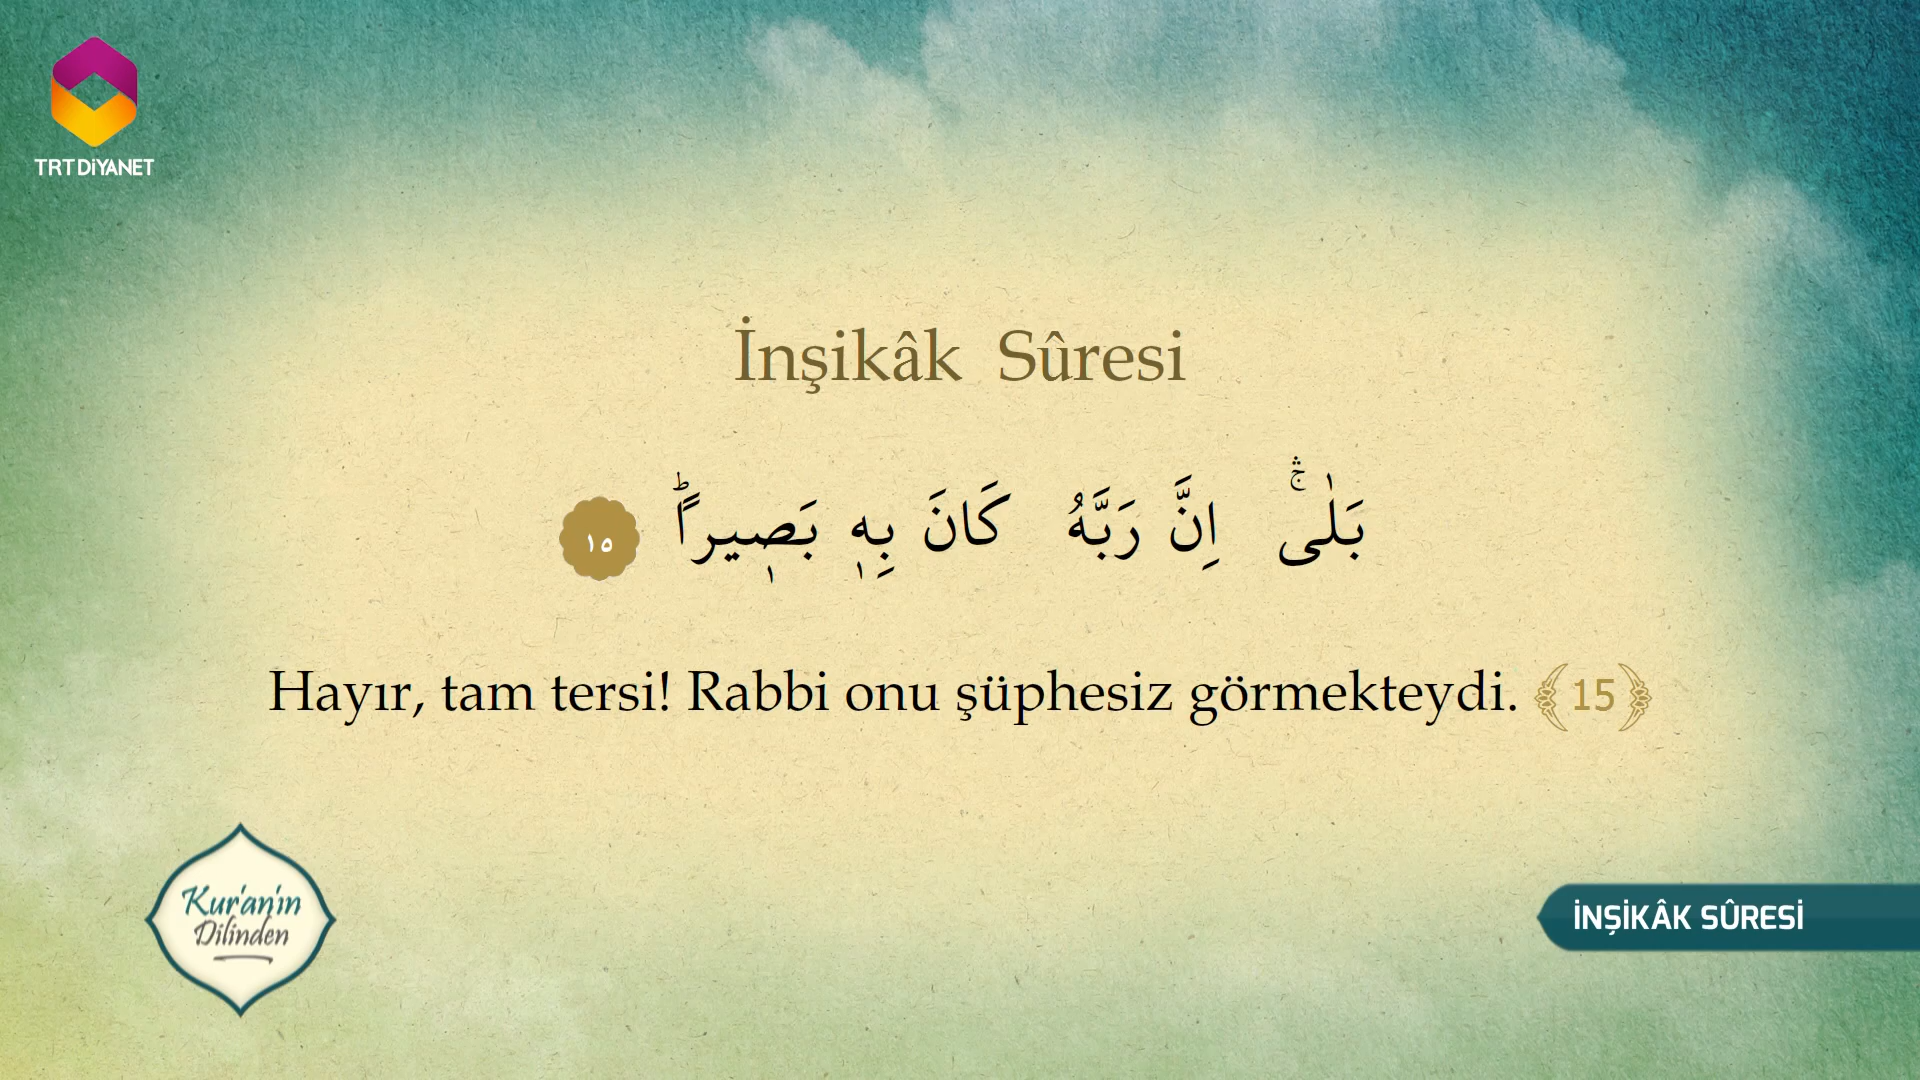 TRT DİYANET
İnşikâk Sûresi
بَلٰىۚۛ اِنَّ رَبَّهُ كَانَ بِه۪ بَص۪يراًؕ ١٥
Hayır, tam tersi! Rabbi onu şüphesiz görmekteydi. 15
Kur'an'ın
Dilinden
İNŞİKÂK SÛRESİ